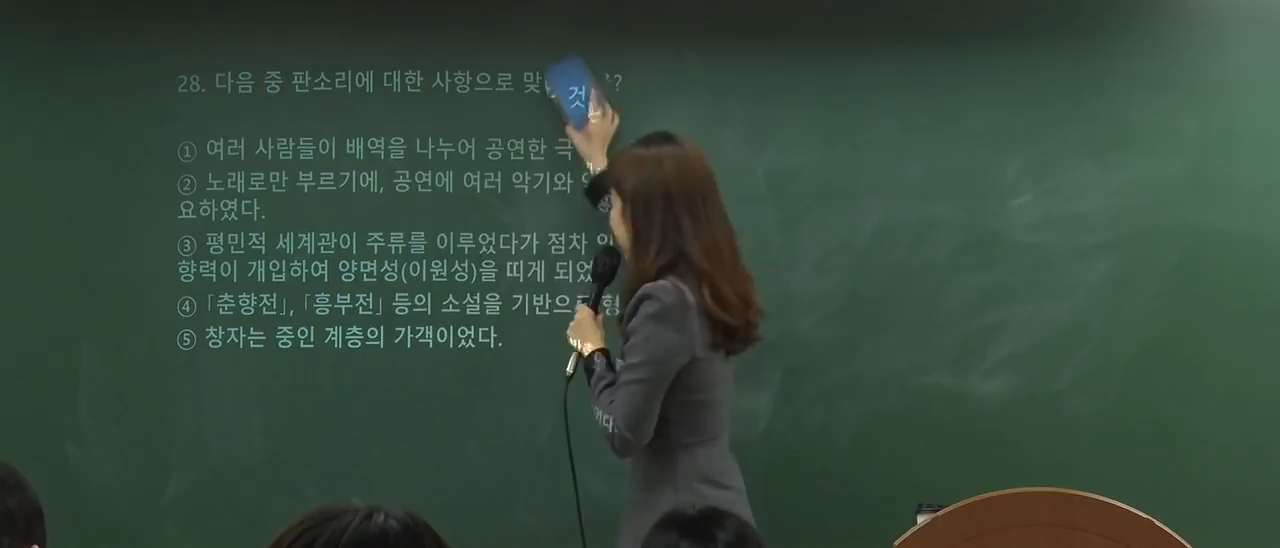 28. 다음 중 판소리에 대한 사항으로 것
① 여러 사람들이 배역을 나누어 공연한 극
② 노래로만 부르기에, 공연에 여러 악기와
요하였다.
③ 평민적 세계관이 주류를 이루었다가 점차
향력이 개입하여 양면성(이원성)을 띠게
④ 「춘향전」, 「흥부전」 등의 소설을 기반으로
⑤ 창자는 중인 계층의 가객이었다.